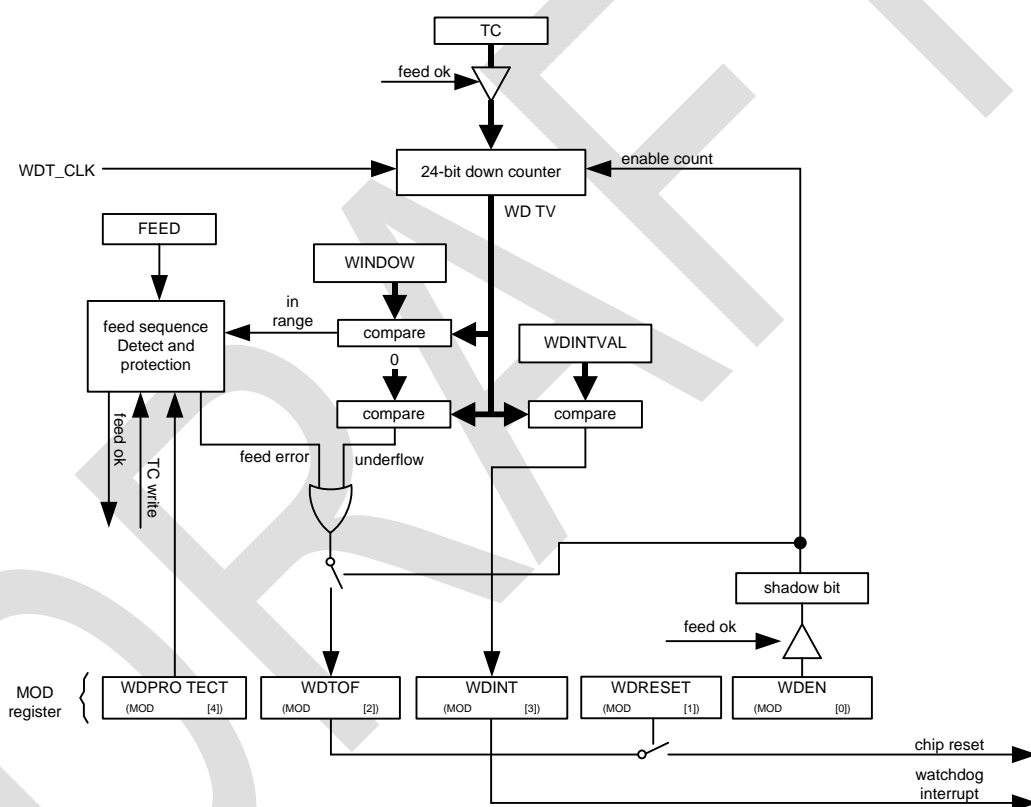 TC
feed ok
WDT_CLK
24-bit down counter
enable count
WD TV
FEED
WINDOW
in
range
compare
feed sequence
Detect and
protection
WDINTVAL
0
compare
compare
feed ok
TC write
feed error
underflow
shadow bit
feed ok
MOD
register
WDPRO TECT
(MOD [4])
WDTOF
(MOD [2])
WDINT
(MOD [3])
WDRESET
(MOD [1])
WDEN
(MOD [0])
chip reset
watchdog
interrupt
DRAFT